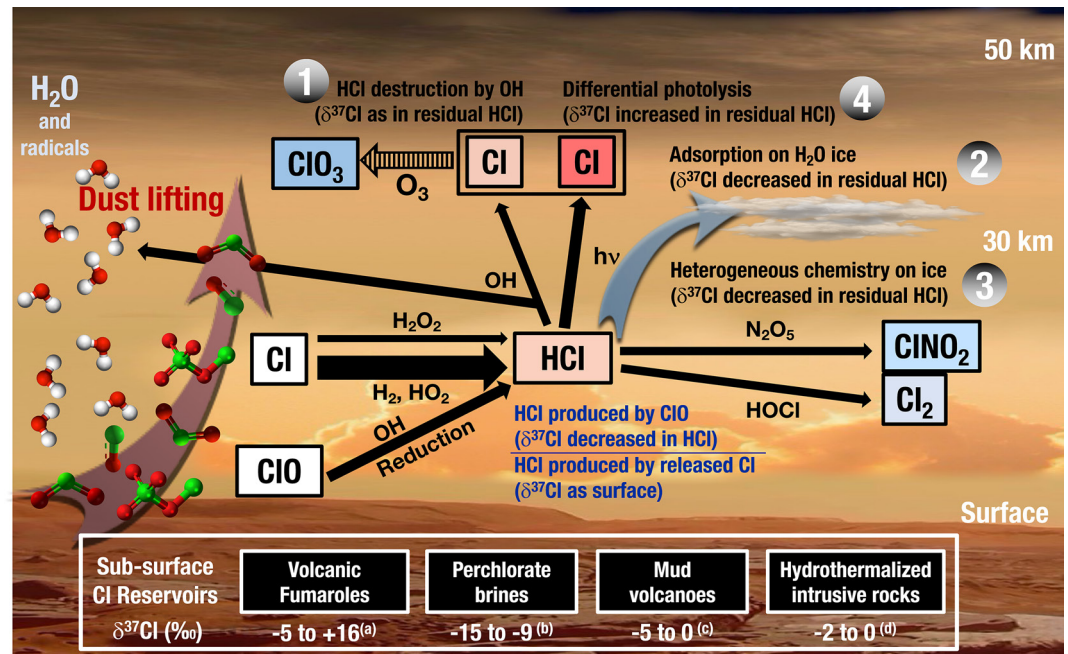 50 km
H₂O
and
radicals
1
HCl destruction by OH
(δ³⁷Cl as in residual HCl)
Differential photolysis
(δ³⁷Cl increased in residual HCl)
4
ClO₃
O₃
Cl
Cl
Adsorption on H₂O ice
(δ³⁷Cl decreased in residual HCl)
2
Dust lifting
30 km
OH
hν
Heterogeneous chemistry on ice
(δ³⁷Cl decreased in residual HCl)
3
Cl
H₂O₂
H₂, HO₂
HCl
N₂O₅
ClNO₂
HOCl
Cl₂
ClO
OH
Reduction
HCl produced by ClO
(δ³⁷Cl decreased in HCl)
HCl produced by released Cl
(δ³⁷Cl as surface)
Surface
Sub-surface
Cl Reservoirs
Volcanic
Fumaroles
Perchlorate
brines
Mud
volcanoes
Hydrothermalized
intrusive rocks
δ³⁷Cl (‰)
-5 to +16(a)
-15 to -9 (b)
-5 to 0 (c)
-2 to 0 (d)